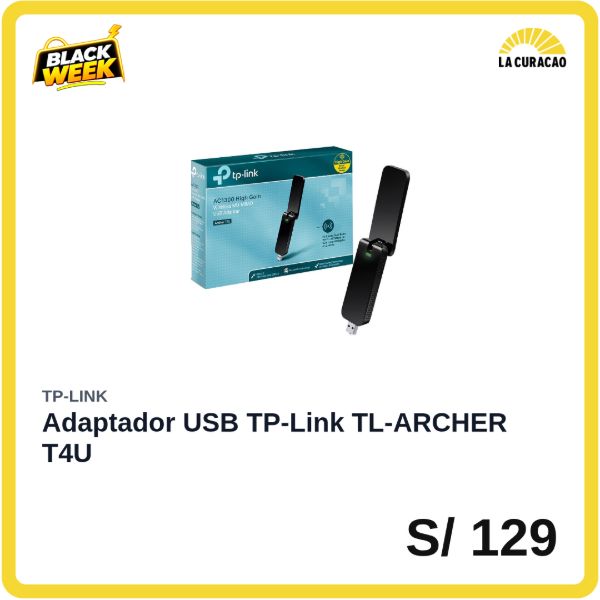 BLACK
WEEK
LA CURACAO
tp-link
AC1300 High Gain
TP-LINK
Adaptador USB TP-Link TL-ARCHER
T4U
S/ 129